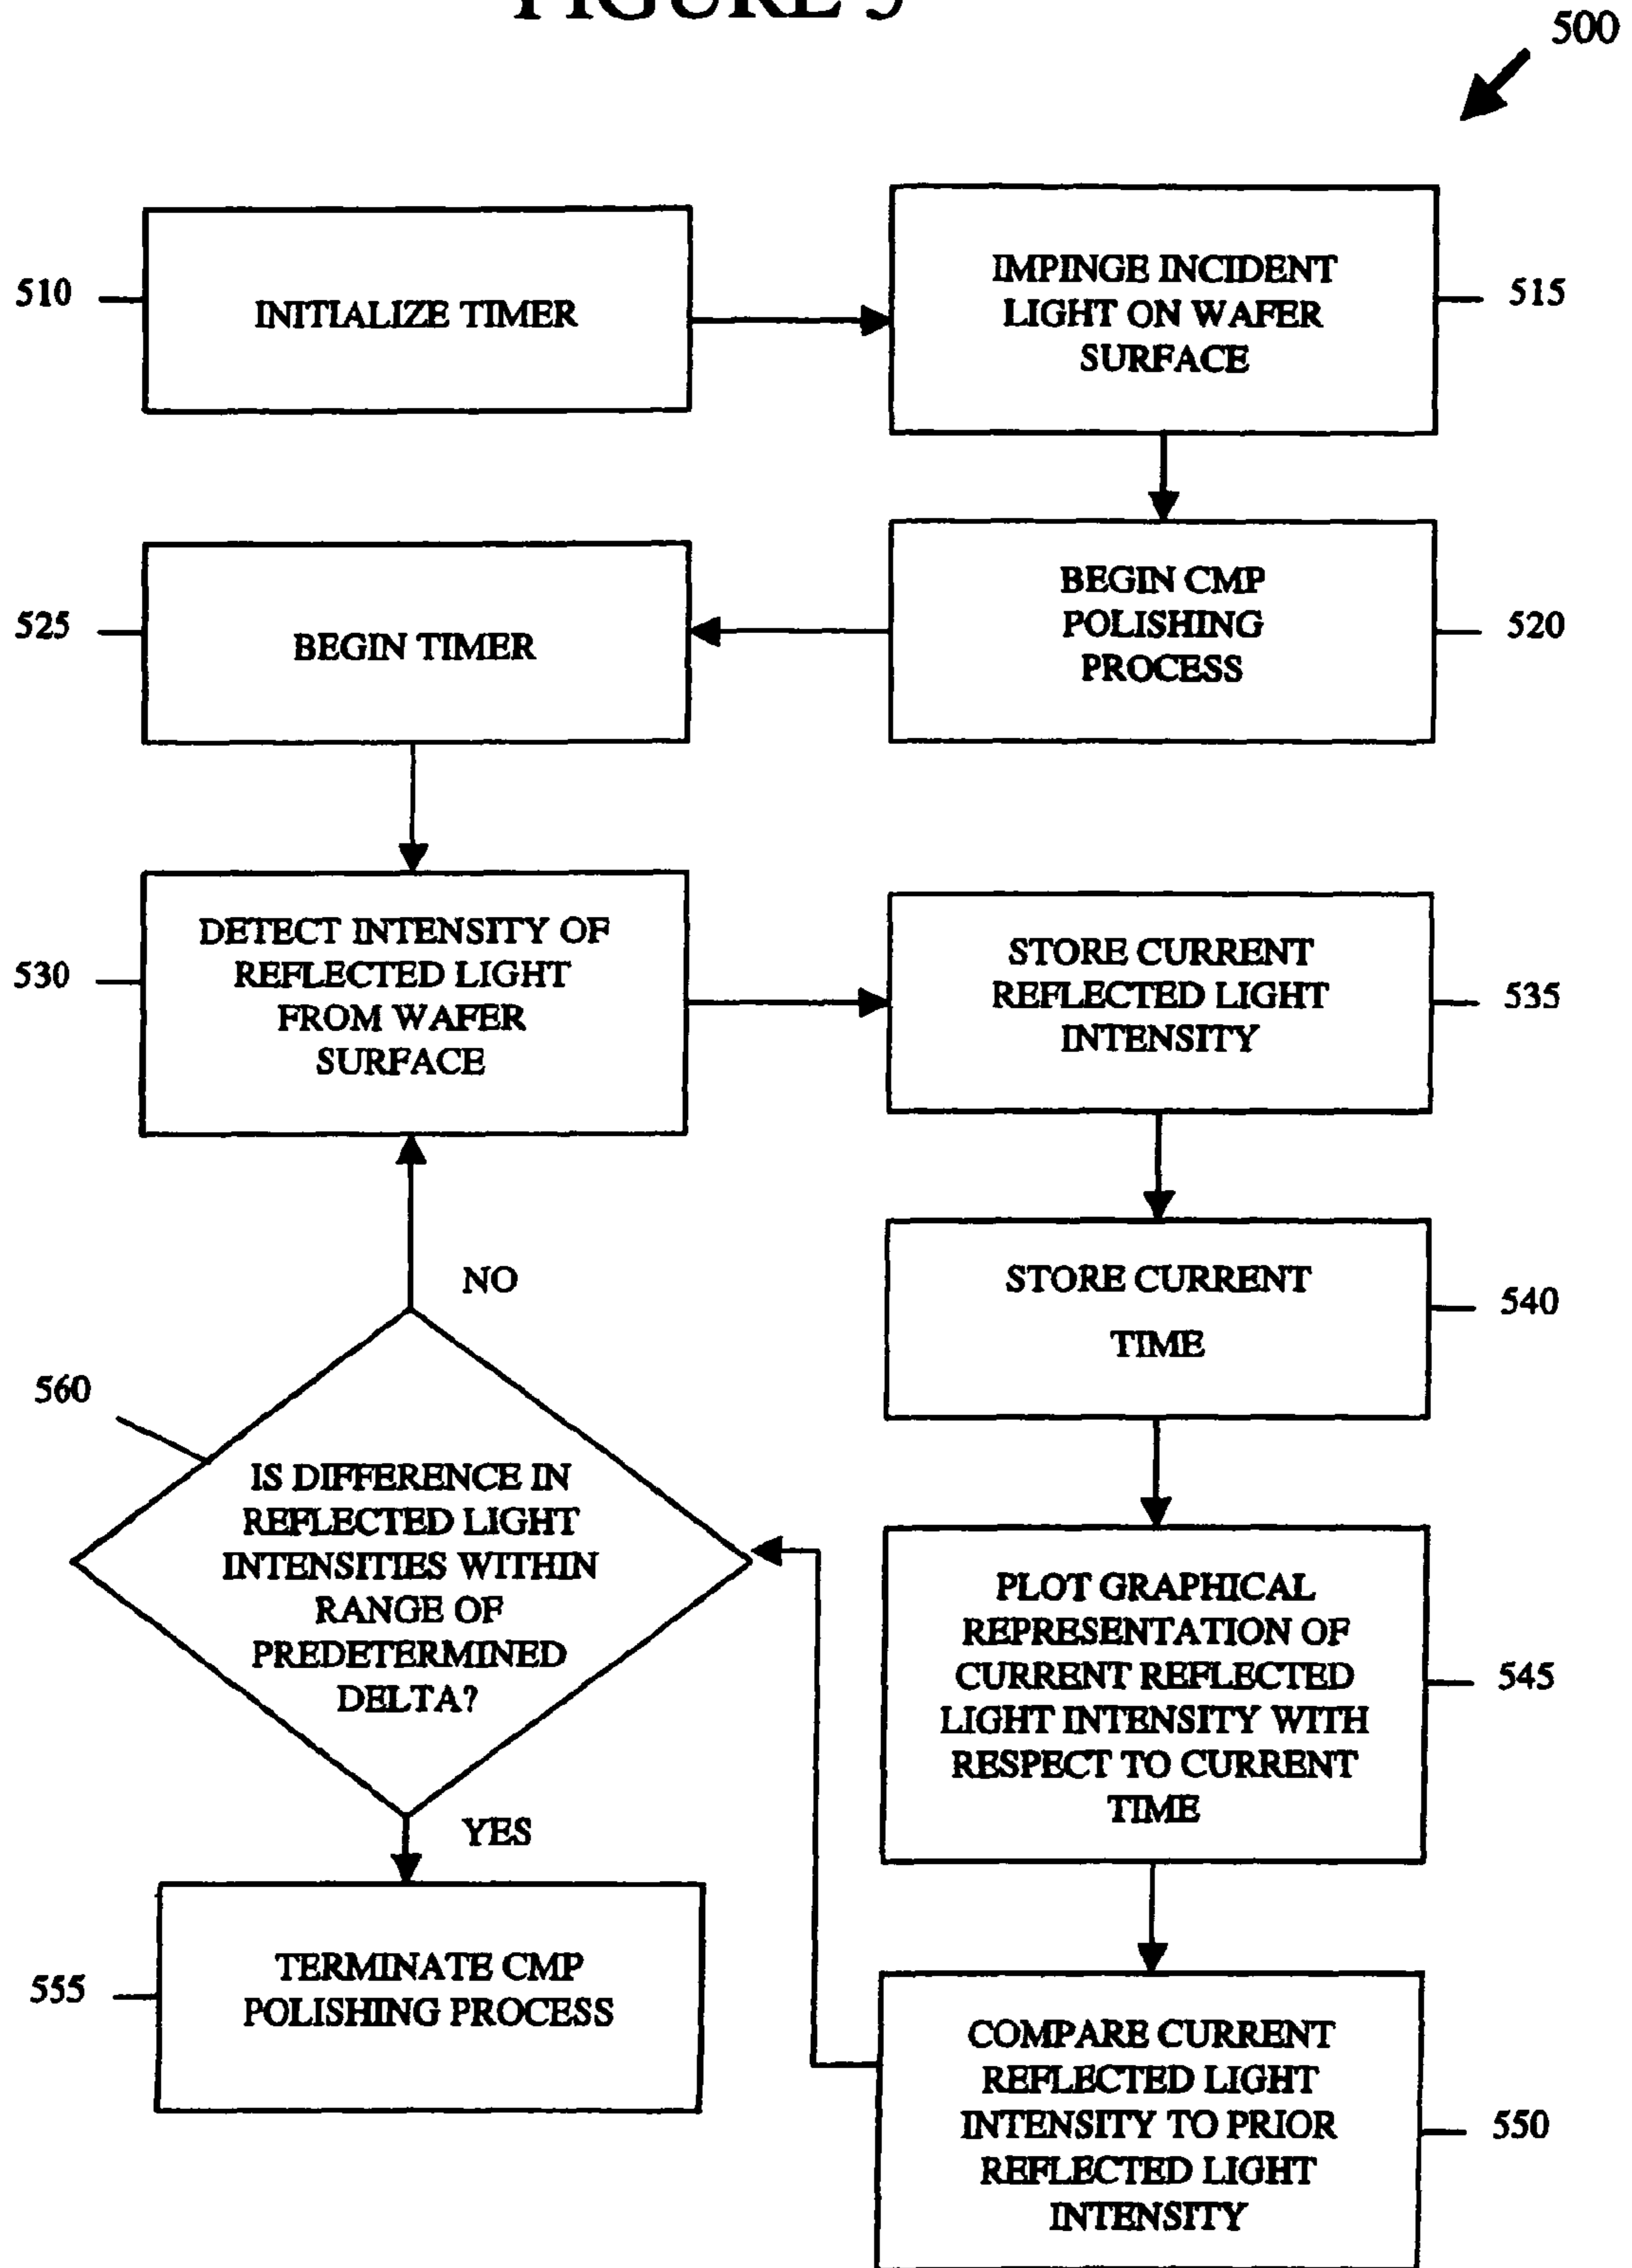 FIGURE 5
500
510
INITIALIZE TIMER
IMPINGE INCIDENT
LIGHT ON WAFER
SURFACE
515
525
BEGIN TIMER
BEGIN CMP
POLISHING
PROCESS
520
530
DETECT INTENSITY OF
REFLECTED LIGHT
FROM WAFER
SURFACE
STORE CURRENT
REFLECTED LIGHT
INTENSITY
535
STORE CURRENT
TIME
540
NO
560
IS DIFFERENCE IN
REFLECTED LIGHT
INTENSITIES WITHIN
RANGE OF
PREDETERMINED
DELTA?
PLOT GRAPHICAL
REPRESENTATION OF
CURRENT REFLECTED
LIGHT INTENSITY WITH
RESPECT TO CURRENT
TIME
545
YES
555
TERMINATE CMP
POLISHING PROCESS
COMPARE CURRENT
REFLECTED LIGHT
INTENSITY TO PRIOR
REFLECTED LIGHT
INTENSITY
550